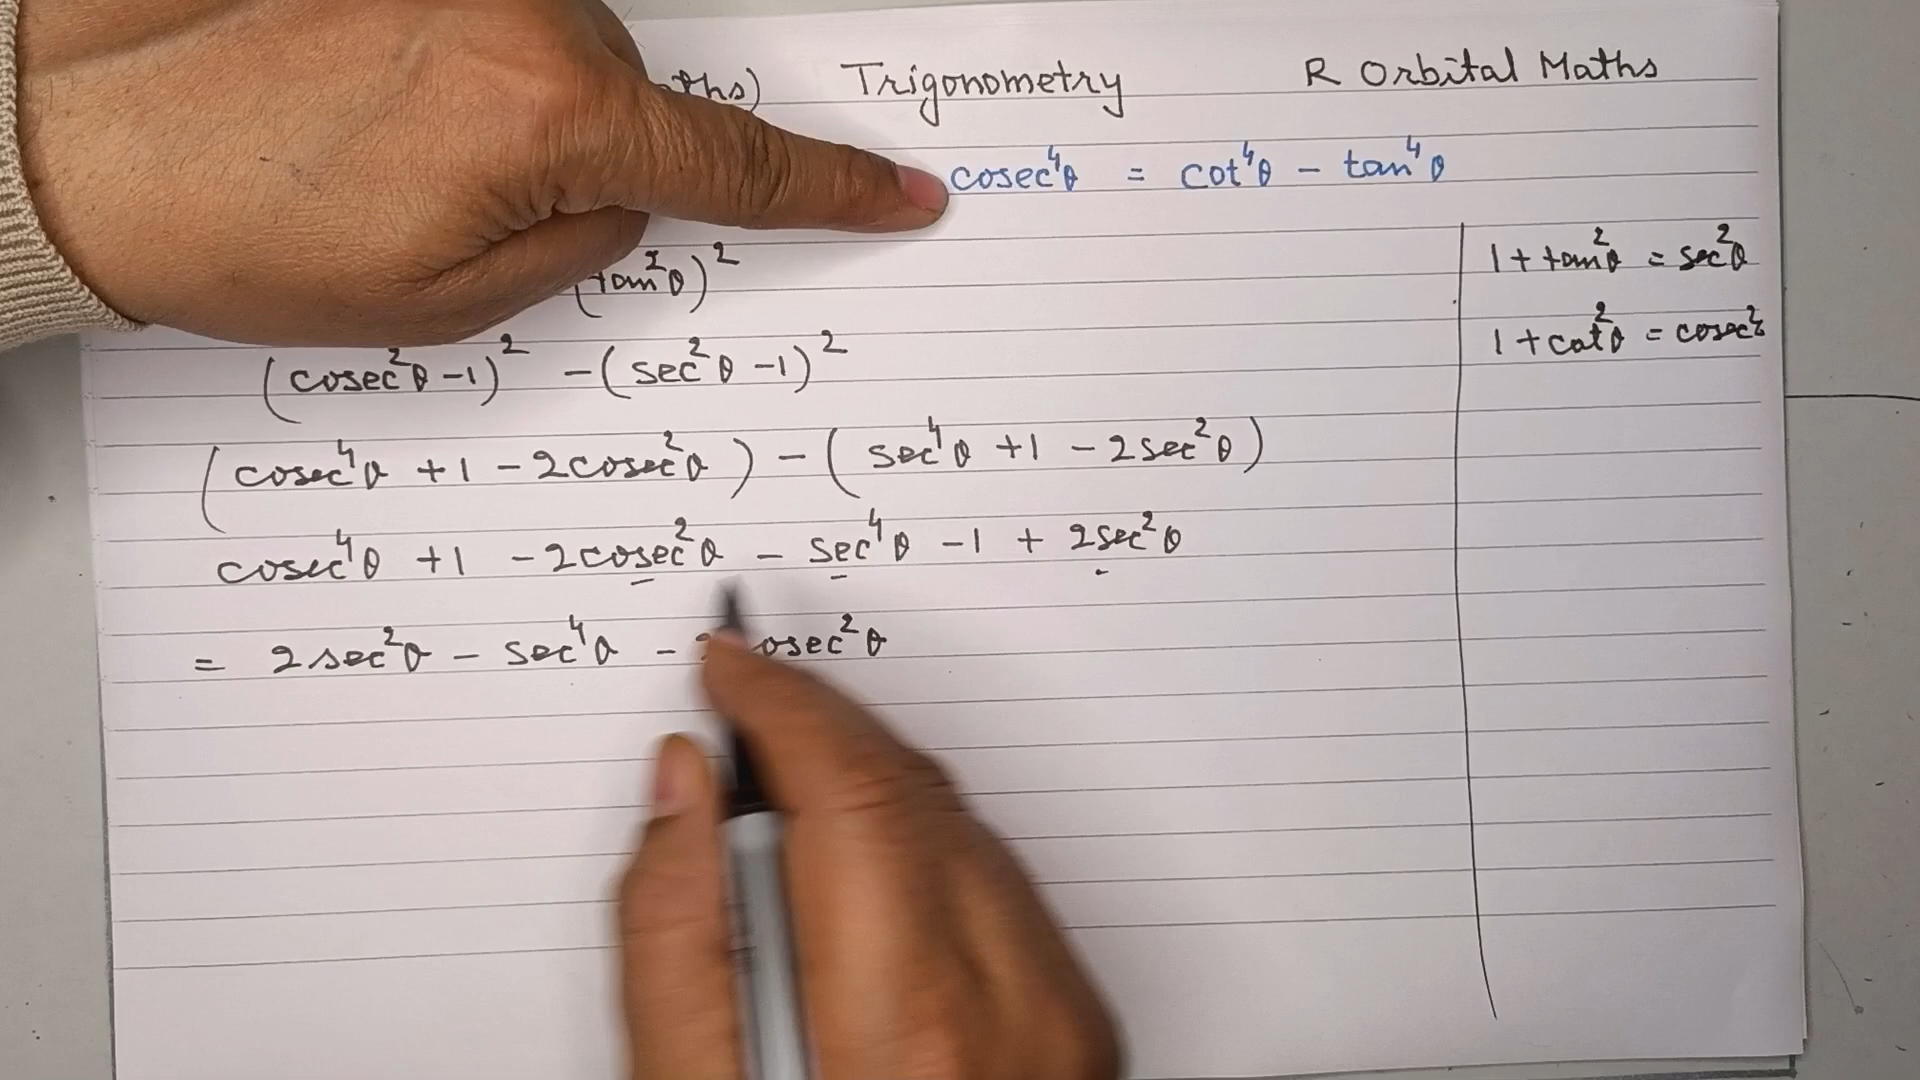 Trigonometry R Orbital Maths
cosec⁴θ = cot⁴θ - tan⁴θ
(tan²θ)²
(cosec²θ -1)² - (sec²θ -1)²
(cosec⁴θ +1 -2cosec²θ) - (sec⁴θ +1 -2sec²θ)
cosec⁴θ +1 -2cosec²θ - sec⁴θ -1 + 2sec²θ
= 2sec²θ - sec⁴θ - osec²θ
1 + tan²θ = sec²θ
1 + cot²θ = cosec²